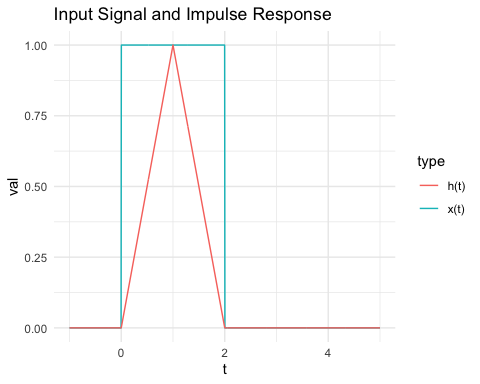 Input Signal and Impulse Response
1.00
0.75
0.50
0.25
0.00
val
0 2 4
t
type
h(t)
x(t)